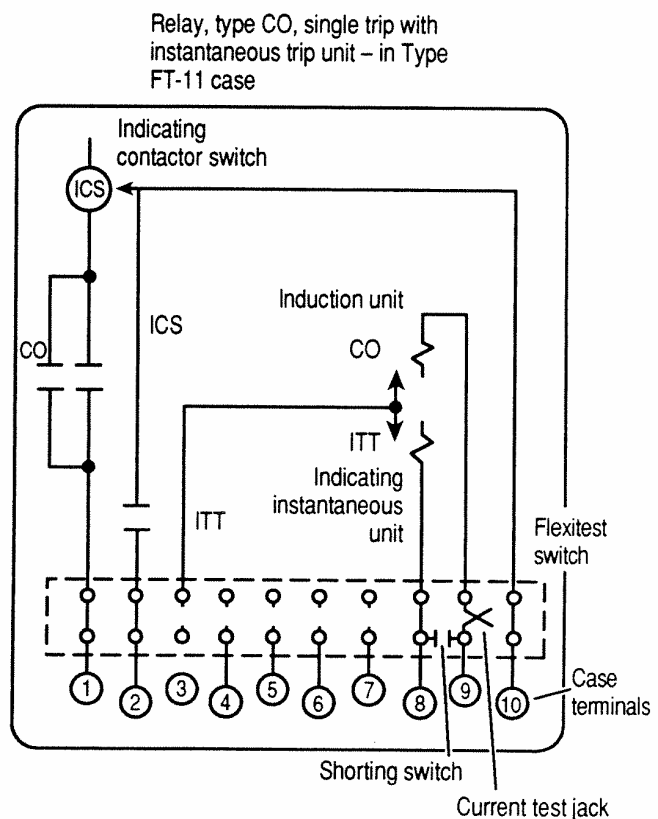 Relay, type CO, single trip with
instantaneous trip unit – in Type
FT-11 case
Indicating
contactor switch
ICS
Induction unit
ICS
CO
CO
ITT
Indicating
instantaneous
unit
ITT
Flexitest
switch
1
2
3
4
5
6
7
8
9
10
Case
terminals
Shorting switch
Current test jack